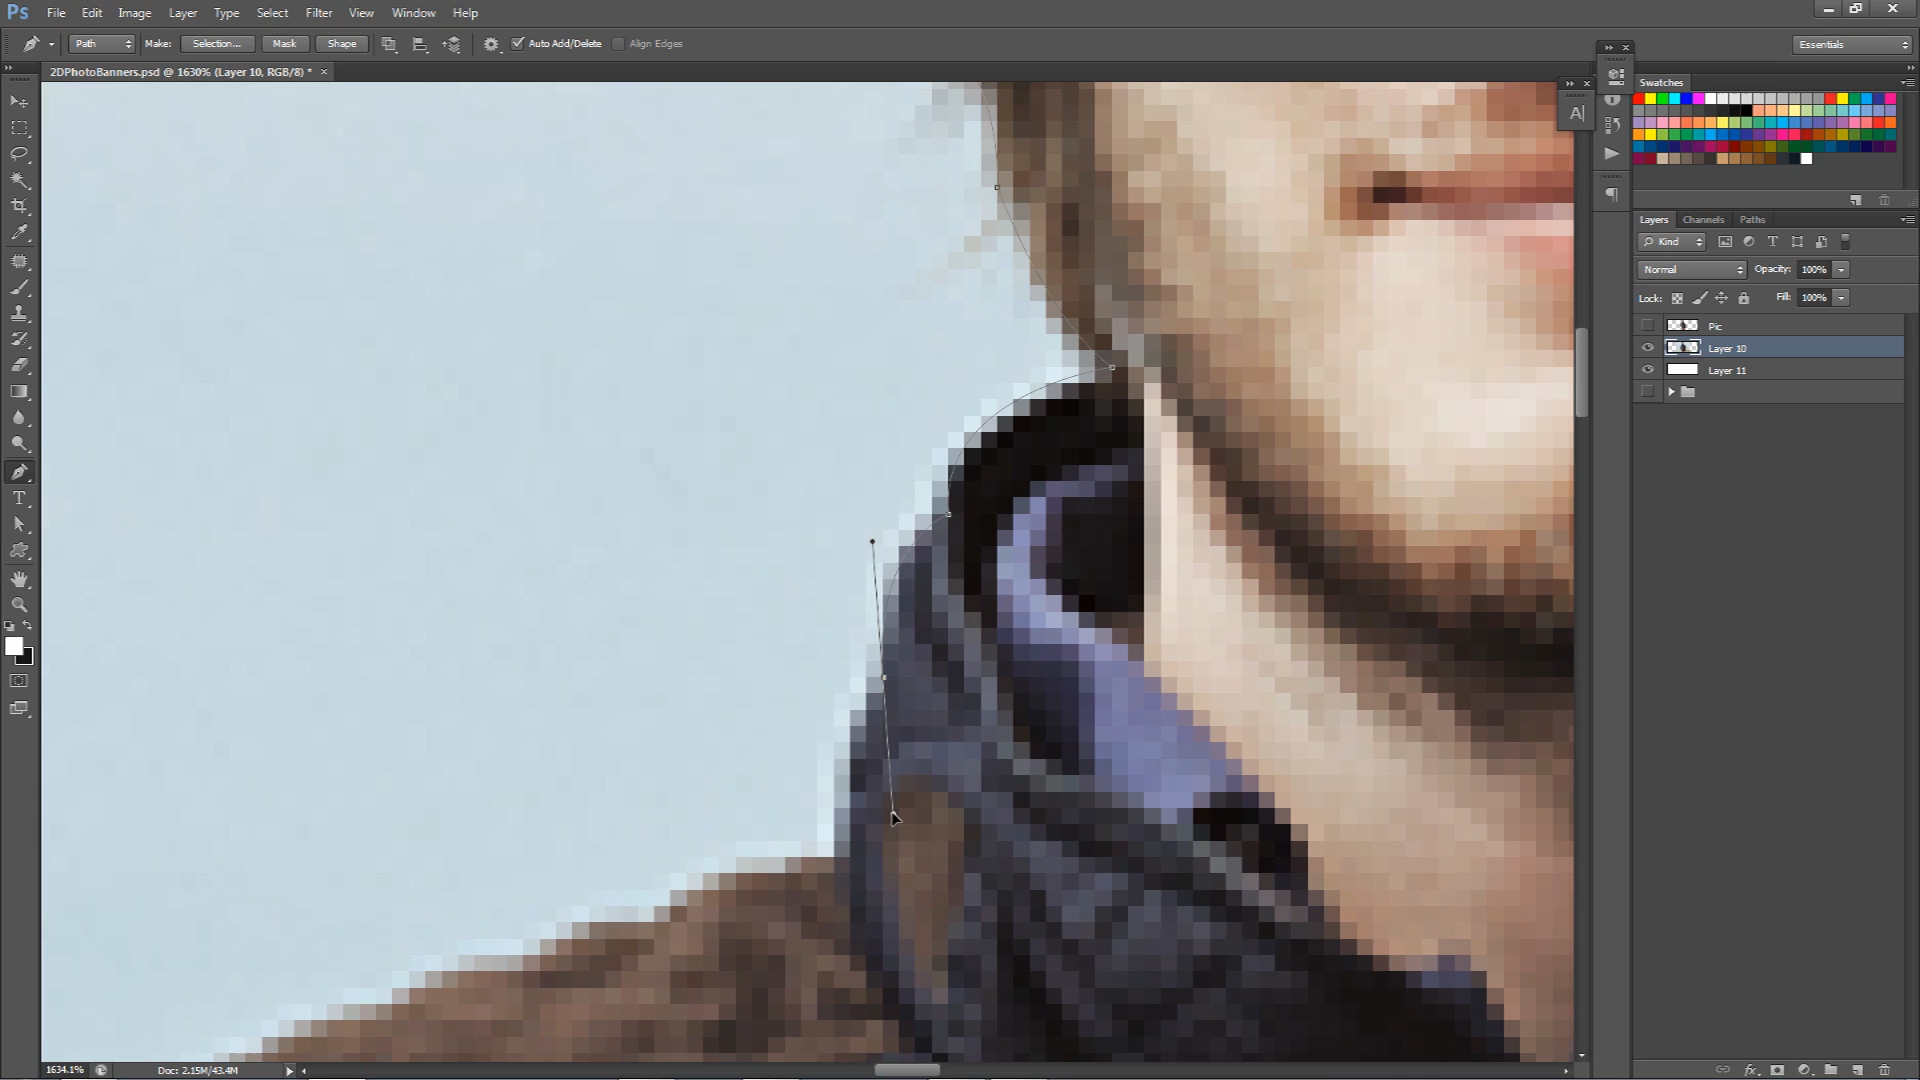 Ps File Edit Image Layer Type Select Filter View Window Help
Path Make: Selection... Mask Shape Auto Add/Delete Align Edges Essentials
2DPhotoBanners.psd @ 1630% (Layer 10, RGB/8) * ×
Swatches
Layers Channels Paths
Kind
Normal Opacity: 100%
Lock: Fill: 100%
Pic
Layer 10
Layer 11
1634.1% Doc: 2.15M/43.4M